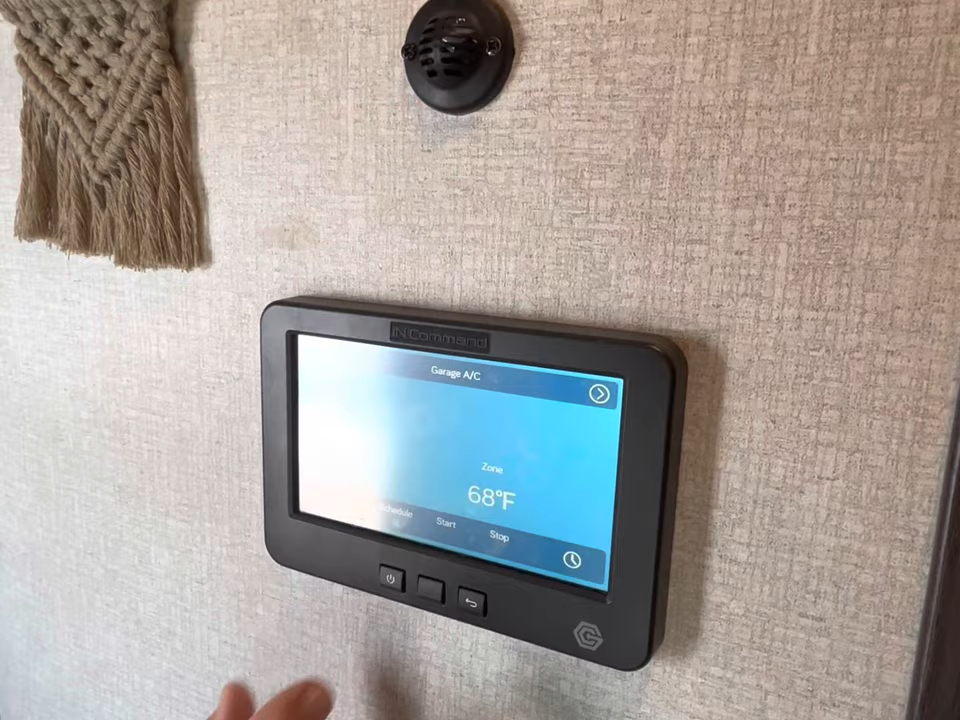 iN Command
Garage A/C
Zone
68°F
Schedule Start Stop